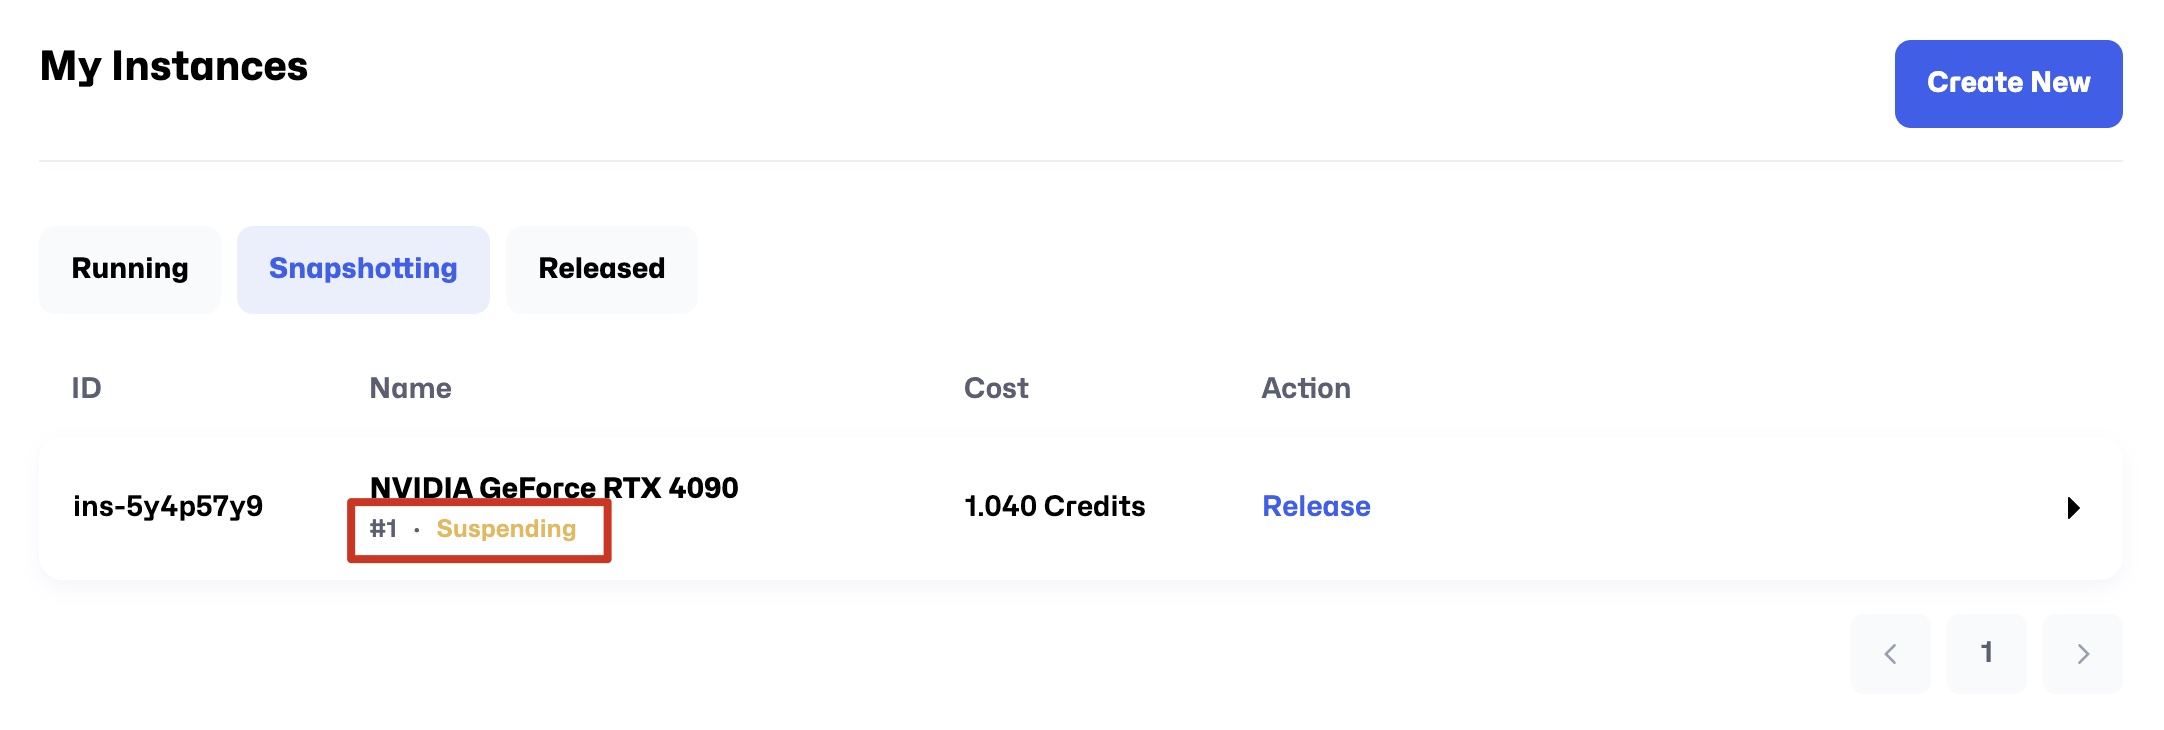 My Instances
Create New
Running
Snapshotting
Released
ID
Name
Cost
Action
ins-5y4p57y9
NVIDIA GeForce RTX 4090
#1 · Suspending
1.040 Credits
Release
1